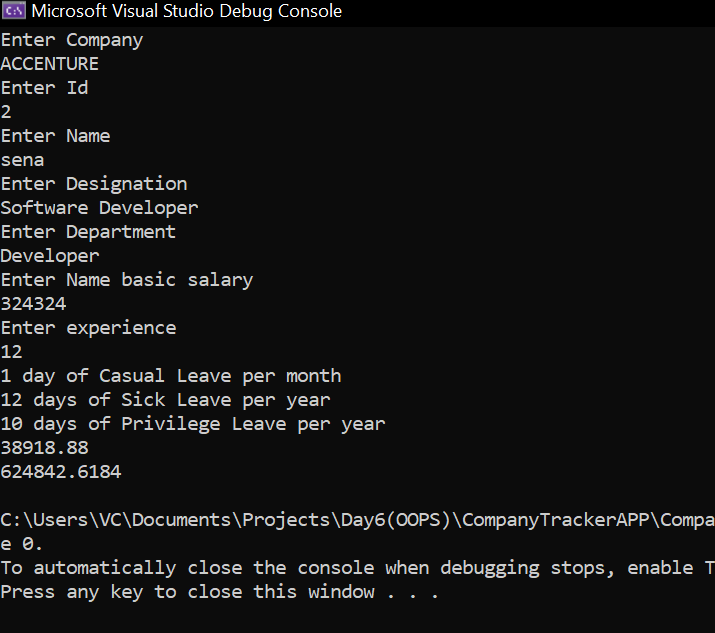 C:\ Microsoft Visual Studio Debug Console
Enter Company
ACCENTURE
Enter Id
2
Enter Name
sena
Enter Designation
Software Developer
Enter Department
Developer
Enter Name basic salary
324324
Enter experience
12
1 day of Casual Leave per month
12 days of Sick Leave per year
10 days of Privilege Leave per year
38918.88
624842.6184
C:\Users\VC\Documents\Projects\Day6(OOPS)\CompanyTrackerAPP\Compa
e 0.
To automatically close the console when debugging stops, enable T
Press any key to close this window . . .